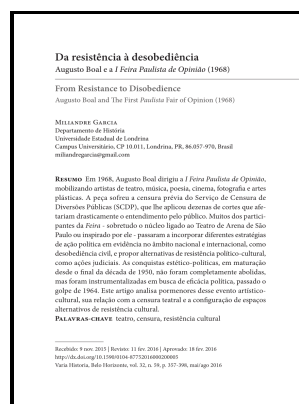 Da resistência à desobediência
Augusto Boal e a I Feira Paulista de Opinião (1968)
From Resistance to Disobedience
Augusto Boal and The First Paulista Fair of Opinion (1968)
Miliandre Garcia
Departamento de História
Universidade Estadual de Londrina
Campus Universitário, CP 10.011, Londrina, PR, 86.057-970, Brasil
miliandregarcia@gmail.com
Resumo Em 1968, Augusto Boal dirigiu a I Feira Paulista de Opinião,
mobilizando artistas de teatro, música, poesia, cinema, fotografia e artes
plásticas. A peça sofreu a censura prévia do Serviço de Censura de
Diversões Públicas (SCDP), que lhe aplicou dezenas de cortes que afe-
tariam drasticamente o entendimento pelo público. Muitos dos partici-
pantes da Feira - sobretudo o núcleo ligado ao Teatro de Arena de São
Paulo ou inspirado por ele - passaram a incorporar diferentes estratégias
de ação política em evidência no âmbito nacional e internacional, como
desobediência civil, e propor alternativas de resistência político-cultural,
como ações judiciais. As conquistas estético-políticas, em maturação
desde o final da década de 1950, não foram completamente abolidas,
mas foram instrumentalizadas em busca de eficácia política, passado o
golpe de 1964. Este artigo analisa pormenores desse evento artístico-
cultural, sua relação com a censura teatral e a configuração de espaços
alternativos de resistência cultural.
Palavras-chave teatro, censura, resistência cultural
Recebido: 9 nov. 2015 | Revisto: 11 fev. 2016 | Aprovado: 18 fev. 2016
http://dx.doi.org/10.1590/0104-87752016000200003
Varia Historia, Belo Horizonte, vol. 32, n. 59, p. 357-398, mai/ago 2016